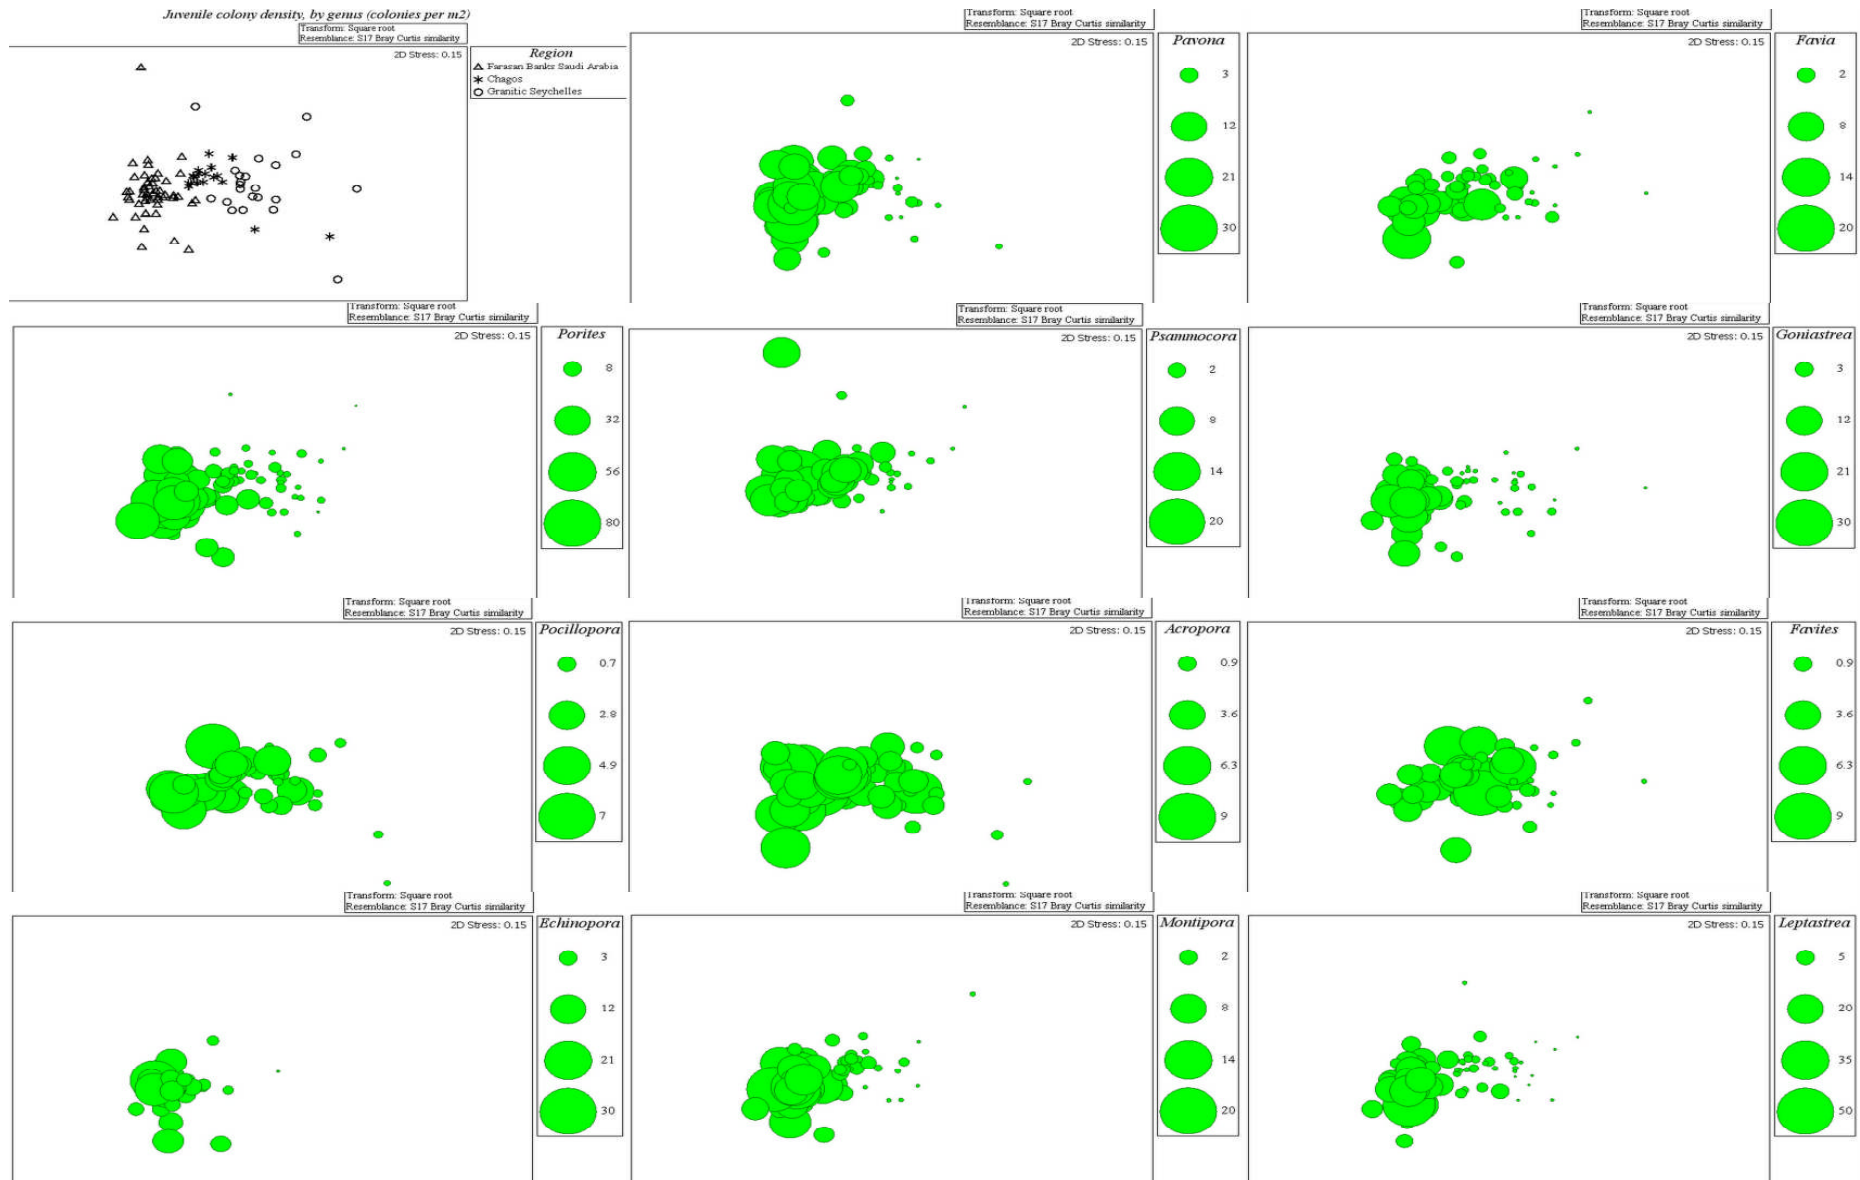 Juvenile colony density, by genus (colonies per m2)
Transform: Square root
Resemblance: S17 Bray Curtis similarity
2D Stress: 0.15
Region
Farasan Banks Saudi Arabia
Chagos
Granitic Seychelles
Transform: Square root
Resemblance: S17 Bray Curtis similarity
2D Stress: 0.15
Pavona
3
12
21
30
Transform: Square root
Resemblance: S17 Bray Curtis similarity
2D Stress: 0.15
Favia
2
8
14
20
Transform: Square root
Resemblance: S17 Bray Curtis similarity
2D Stress: 0.15
Porites
8
32
56
80
Transform: Square root
Resemblance: S17 Bray Curtis similarity
2D Stress: 0.15
Psammocora
2
8
14
20
Transform: Square root
Resemblance: S17 Bray Curtis similarity
2D Stress: 0.15
Goniastrea
3
12
21
30
Transform: Square root
Resemblance: S17 Bray Curtis similarity
2D Stress: 0.15
Pocillopora
0.7
2.8
4.9
7
Transform: Square root
Resemblance: S17 Bray Curtis similarity
2D Stress: 0.15
Acropora
0.9
3.6
6.3
9
Transform: Square root
Resemblance: S17 Bray Curtis similarity
2D Stress: 0.15
Favites
0.9
3.6
6.3
9
Transform: Square root
Resemblance: S17 Bray Curtis similarity
2D Stress: 0.15
Echinopora
3
12
21
30
Transform: Square root
Resemblance: S17 Bray Curtis similarity
2D Stress: 0.15
Montipora
2
8
14
20
Transform: Square root
Resemblance: S17 Bray Curtis similarity
2D Stress: 0.15
Leptastrea
5
20
35
50